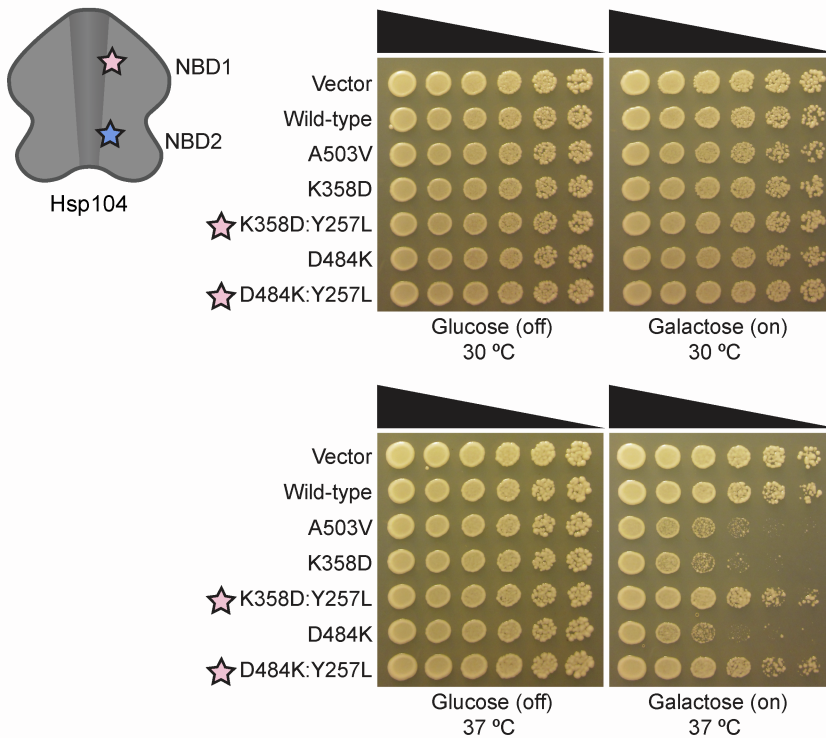 NBD1
NBD2
Hsp104
Vector
Wild-type
A503V
K358D
K358D:Y257L
D484K
D484K:Y257L
Glucose (off)
30 ºC
Galactose (on)
30 ºC
Vector
Wild-type
A503V
K358D
K358D:Y257L
D484K
D484K:Y257L
Glucose (off)
37 ºC
Galactose (on)
37 ºC